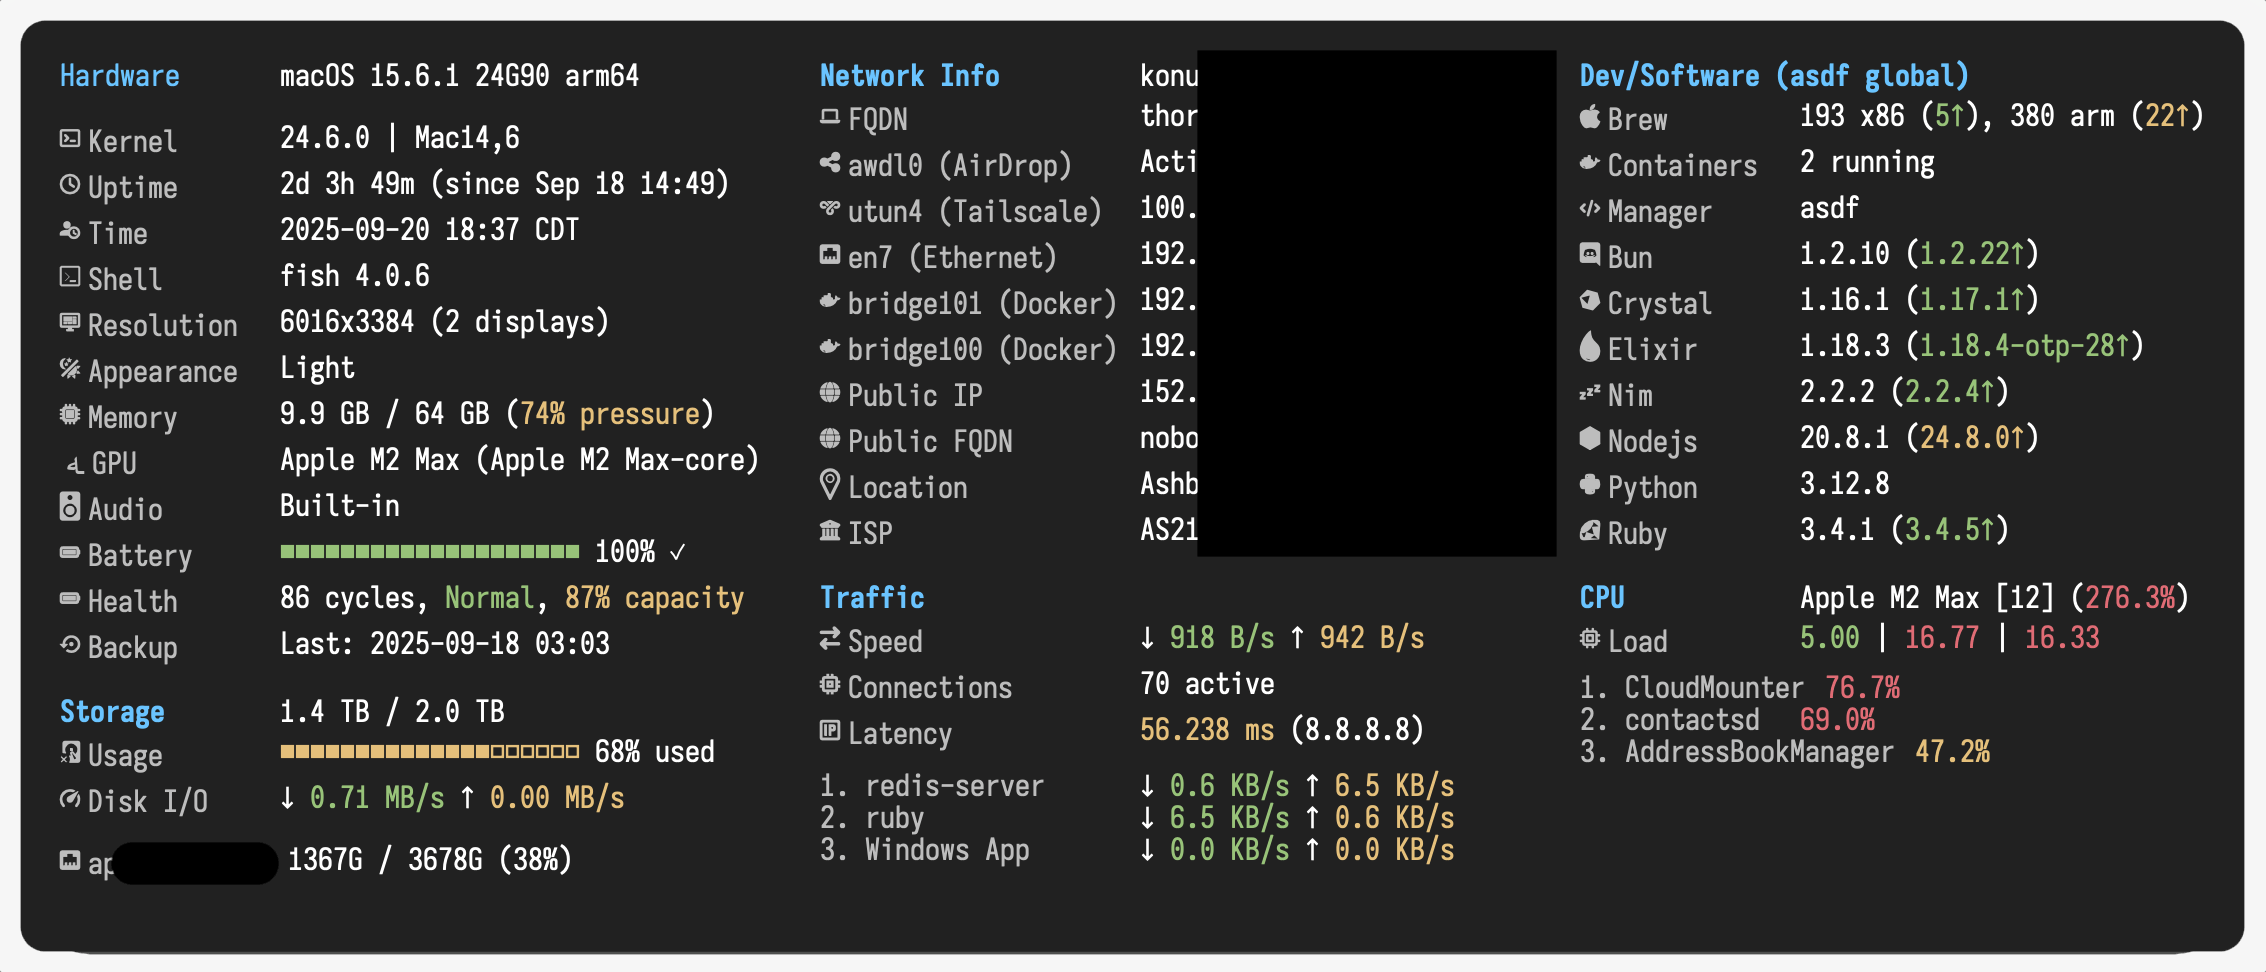 Hardware macOS 15.6.1 24G90 arm64
Kernel 24.6.0 | Mac14,6
Uptime 2d 3h 49m (since Sep 18 14:49)
Time 2025-09-20 18:37 CDT
Shell fish 4.0.6
Resolution 6016x3384 (2 displays)
Appearance Light
Memory 9.9 GB / 64 GB (74% pressure)
GPU Apple M2 Max (Apple M2 Max-core)
Audio Built-in
Battery 100% ✓
Health 86 cycles, Normal, 87% capacity
Backup Last: 2025-09-18 03:03
Storage 1.4 TB / 2.0 TB
Usage 68% used
Disk I/O ↓ 0.71 MB/s ↑ 0.00 MB/s
ap 1367G / 3678G (38%)
Network Info konu
FQDN thor
awdl0 (AirDrop) Acti
utun4 (Tailscale) 100.
en7 (Ethernet) 192.
bridge101 (Docker) 192.
bridge100 (Docker) 192.
Public IP 152.
Public FQDN nobo
Location Ashb
ISP AS21
Traffic
Speed ↓ 918 B/s ↑ 942 B/s
Connections 70 active
Latency 56.238 ms (8.8.8.8)
1. redis-server ↓ 0.6 KB/s ↑ 6.5 KB/s
2. ruby ↓ 6.5 KB/s ↑ 0.6 KB/s
3. Windows App ↓ 0.0 KB/s ↑ 0.0 KB/s
Dev/Software (asdf global)
Brew 193 x86 (5↑), 380 arm (22↑)
Containers 2 running
Manager asdf
Bun 1.2.10 (1.2.22↑)
Crystal 1.16.1 (1.17.1↑)
Elixir 1.18.3 (1.18.4-otp-28↑)
Nim 2.2.2 (2.2.4↑)
Nodejs 20.8.1 (24.8.0↑)
Python 3.12.8
Ruby 3.4.1 (3.4.5↑)
CPU Apple M2 Max [12] (276.3%)
Load 5.00 | 16.77 | 16.33
1. CloudMounter 76.7%
2. contactsd 69.0%
3. AddressBookManager 47.2%